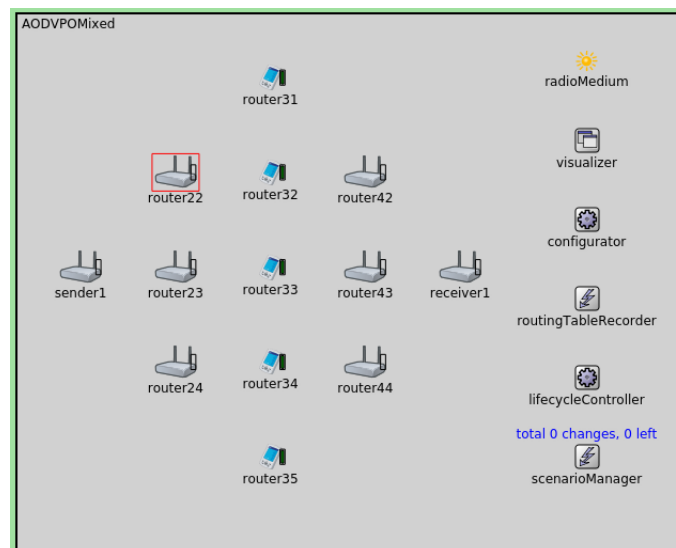 AODVPOMixed
router31
radioMedium
router22
router32
router42
visualizer
configurator
sender1
router23
router33
router43
receiver1
routingTableRecorder
router24
router34
router44
lifecycleController
total 0 changes, 0 left
router35
scenarioManager